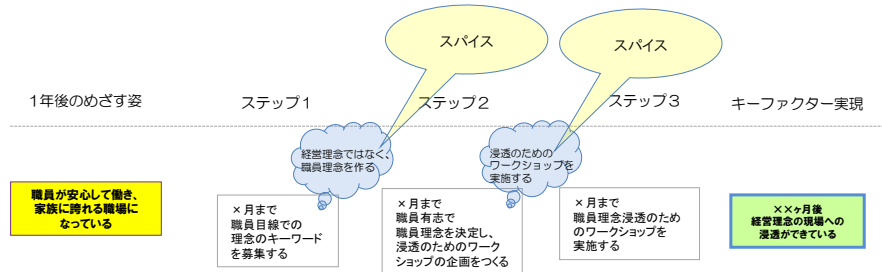 スパイス
スパイス
1年後のめざす姿
ステップ1
ステップ2
ステップ3
キーファクター実現
経営理念ではなく、
職員理念を作る
浸透のための
ワークショップを
実施する
職員が安心して働き、
家族に誇れる職場に
なっている
×月まで
職員目線での
理念のキーワード
を募集する
×月まで
職員有志で
職員理念を決定し、
浸透のためのワーク
ショップの企画をつくる
×月まで
職員理念浸透のため
のワークショップを
実施する
××ヶ月後
経営理念の現場への
浸透ができている